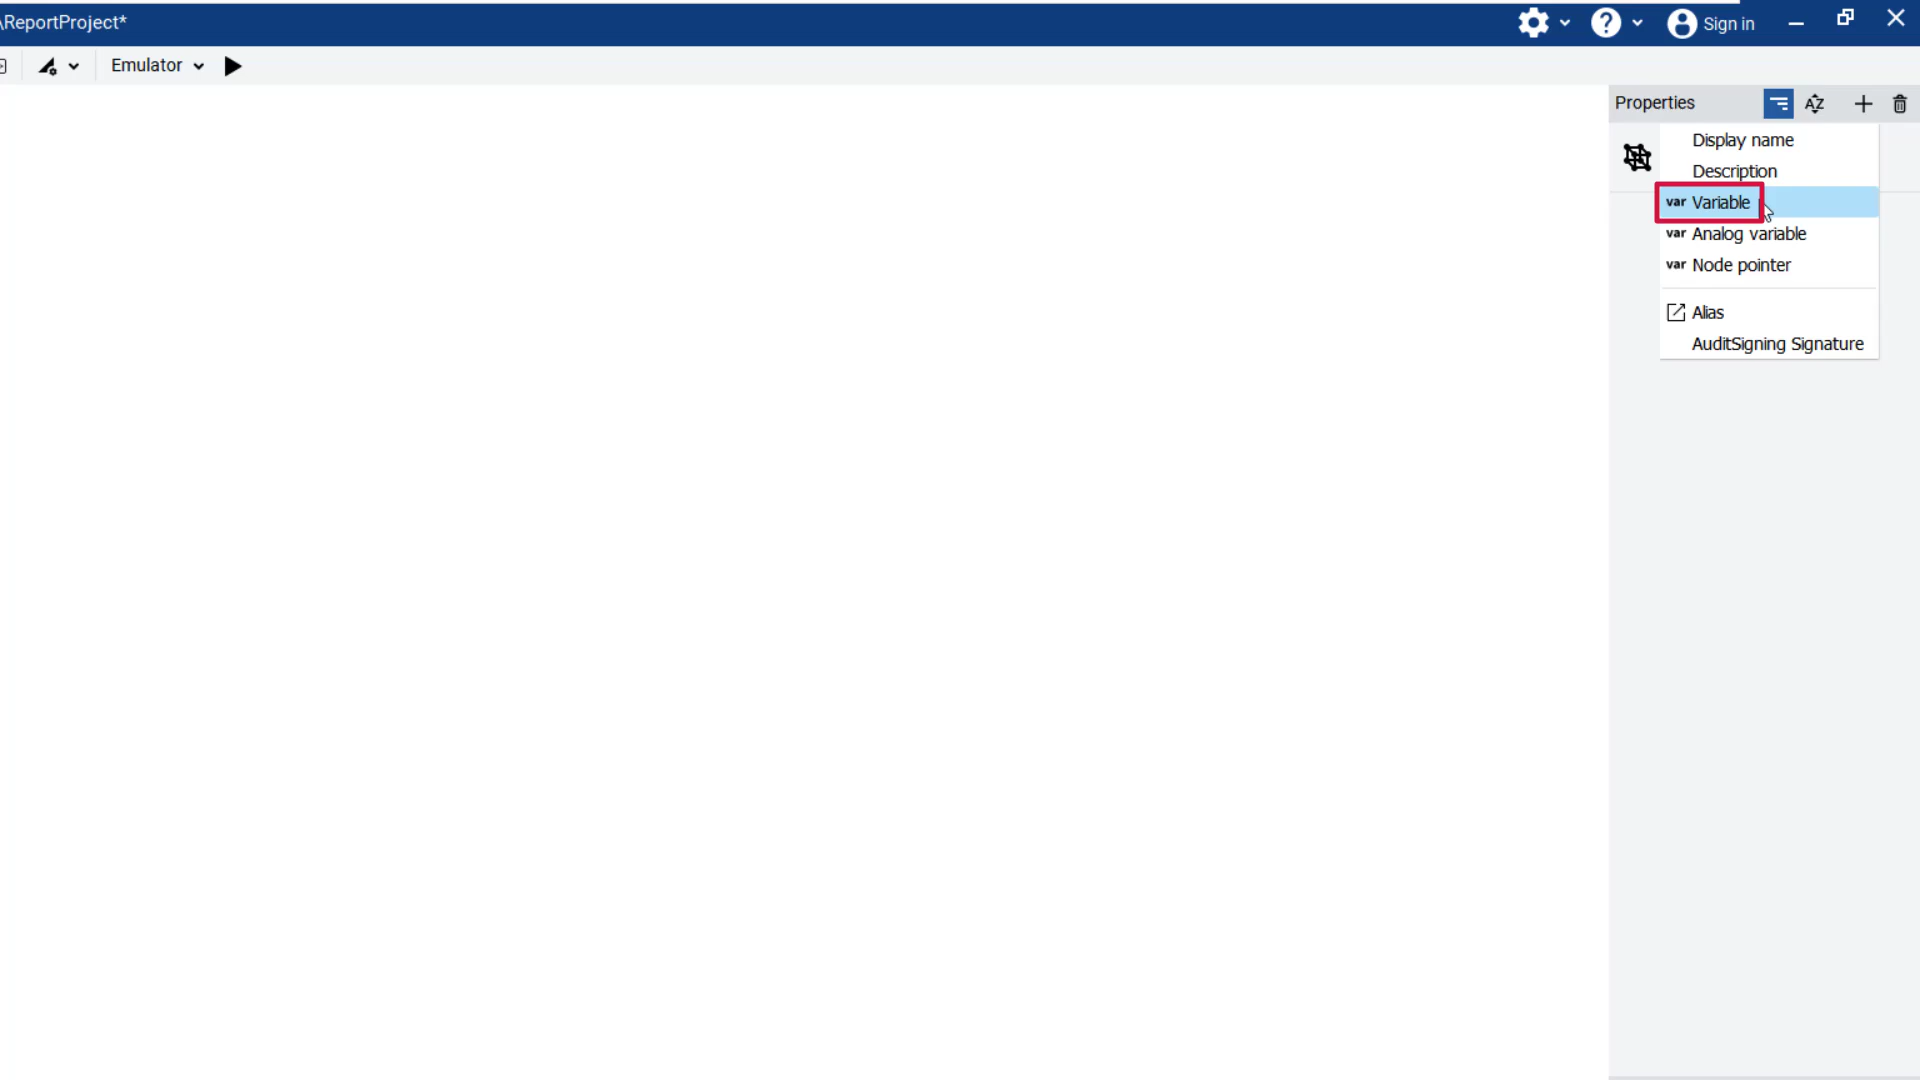 \ReportProject*
Sign in
Emulator
Properties
AZ
Display name
Description
var Variable
var Analog variable
var Node pointer
Alias
AuditSigning Signature